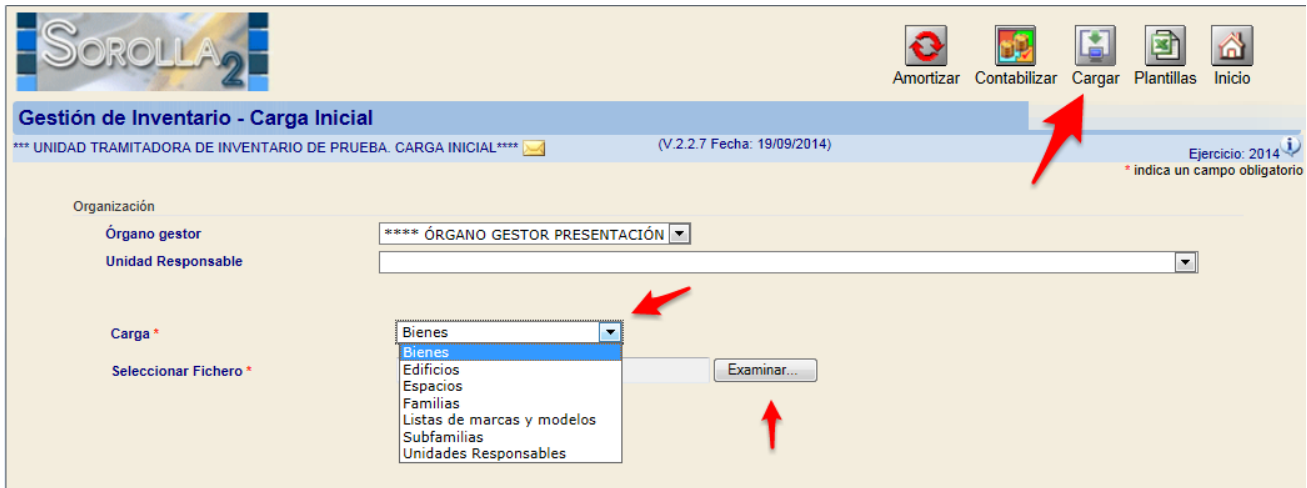 SOROLLA2
Amortizar Contabilizar Cargar Plantillas Inicio
Gestión de Inventario - Carga Inicial
*** UNIDAD TRAMITADORA DE INVENTARIO DE PRUEBA. CARGA INICIAL**** (V.2.2.7 Fecha: 19/09/2014) Ejercicio: 2014
* indica un campo obligatorio
Organización
Órgano gestor **** ÓRGANO GESTOR PRESENTACIÓN
Unidad Responsable
Carga * Bienes
Bienes
Seleccionar Fichero * Edificios Examinar...
Espacios
Familias
Listas de marcas y modelos
Subfamilias
Unidades Responsables